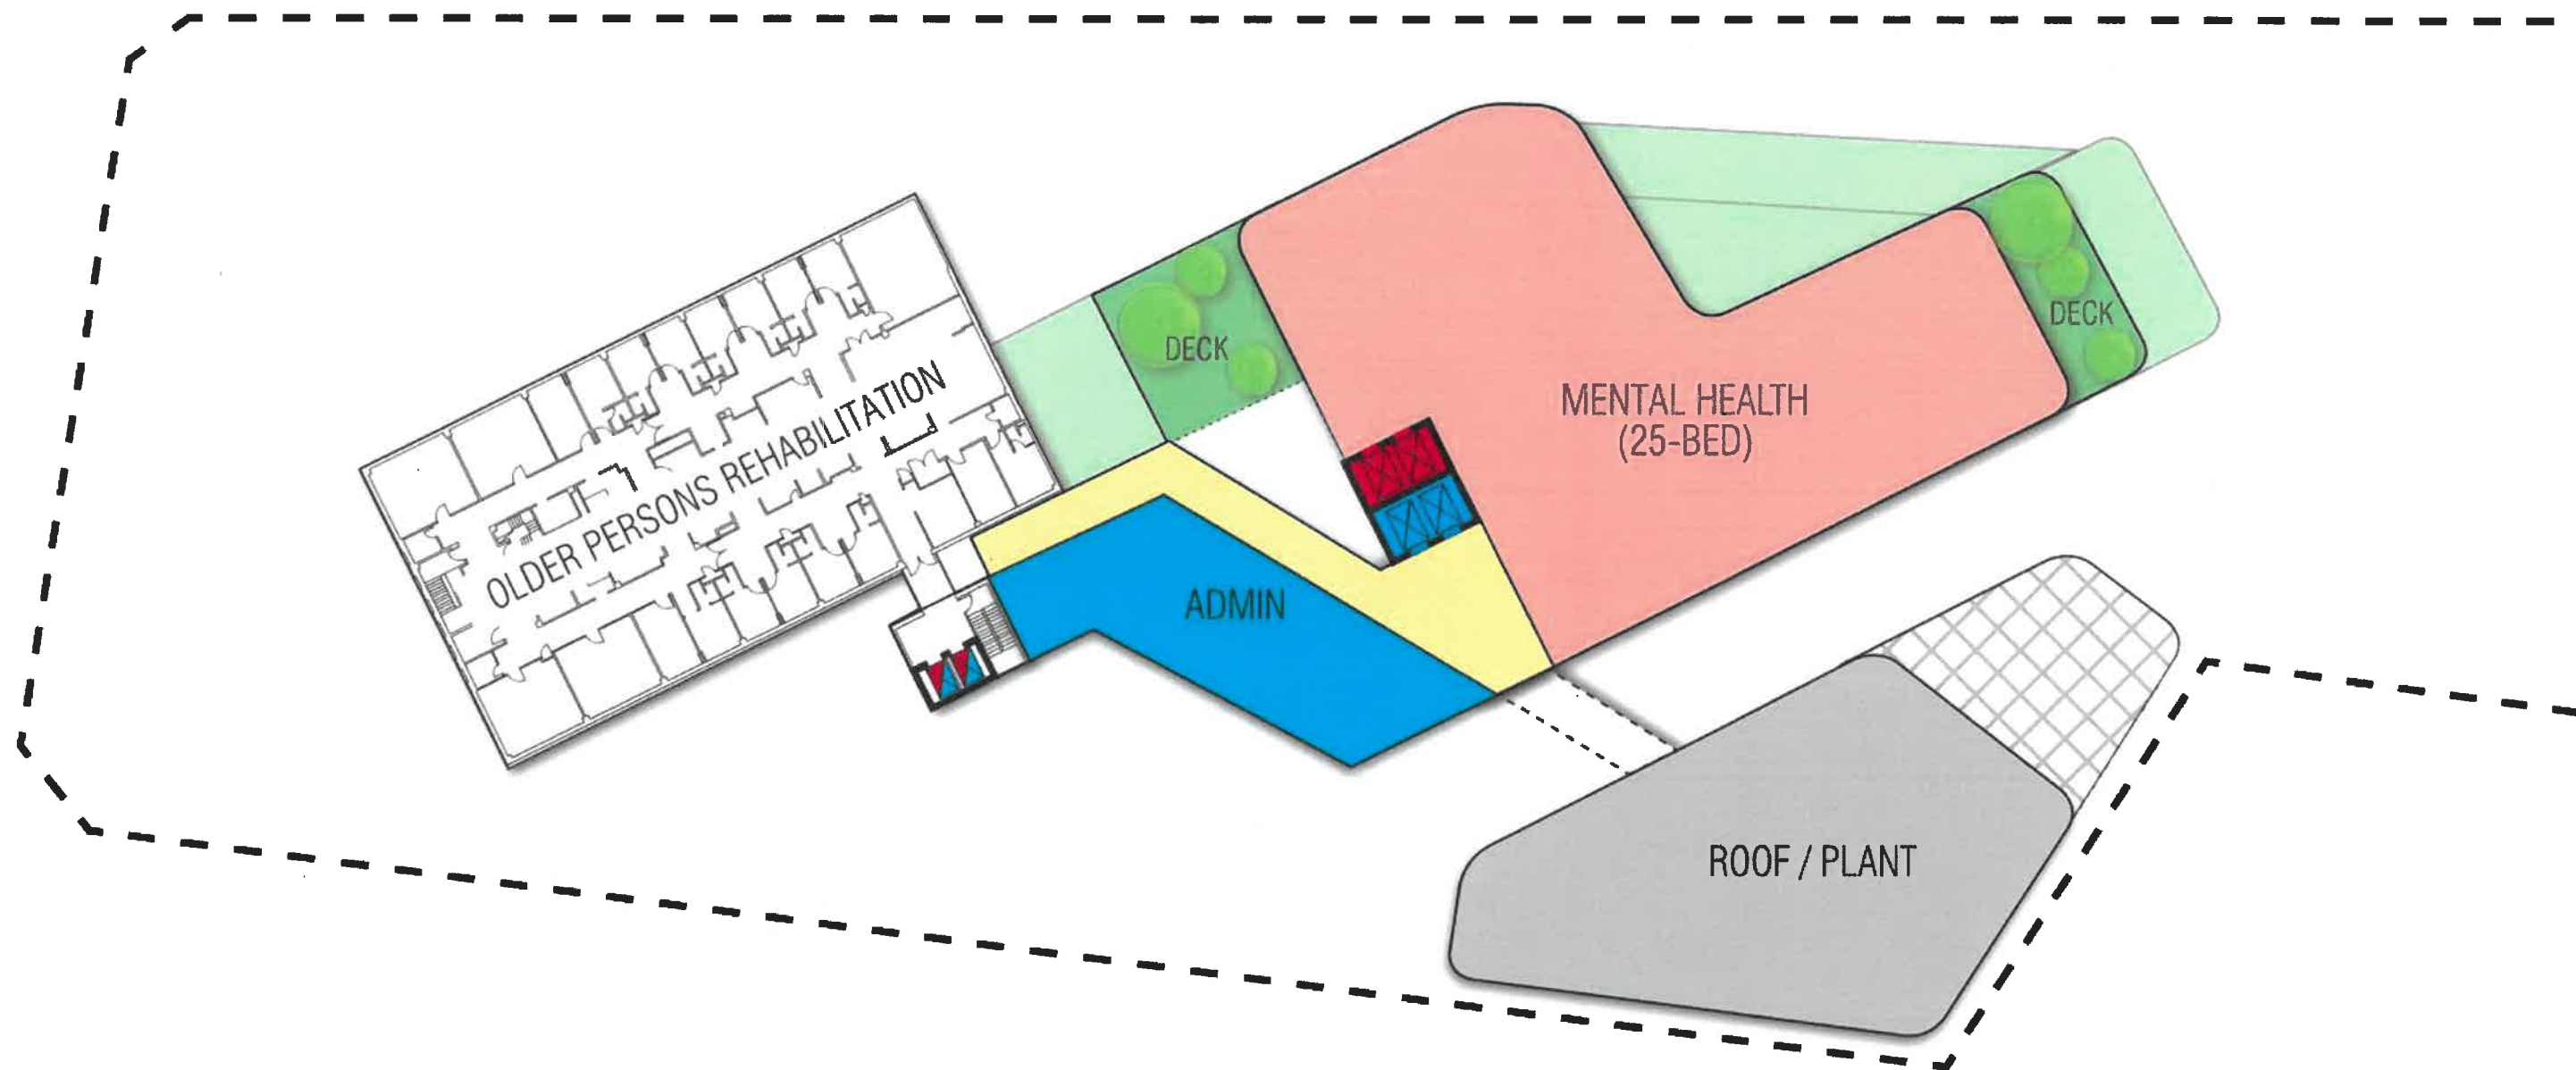 OLDER PERSONS REHABILITATION
DECK
MENTAL HEALTH
(25-BED)
DECK
ADMIN
ROOF / PLANT